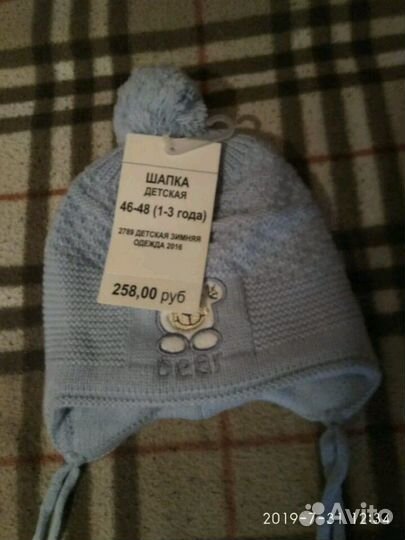 ШАПКА
ДЕТСКАЯ
46-48 (1-3 года)
2789 ДЕТСКАЯ ЗИМНЯЯ
ОДЕЖДА 2016
258,00 руб
bear
2019-7-31 12:34
Avito